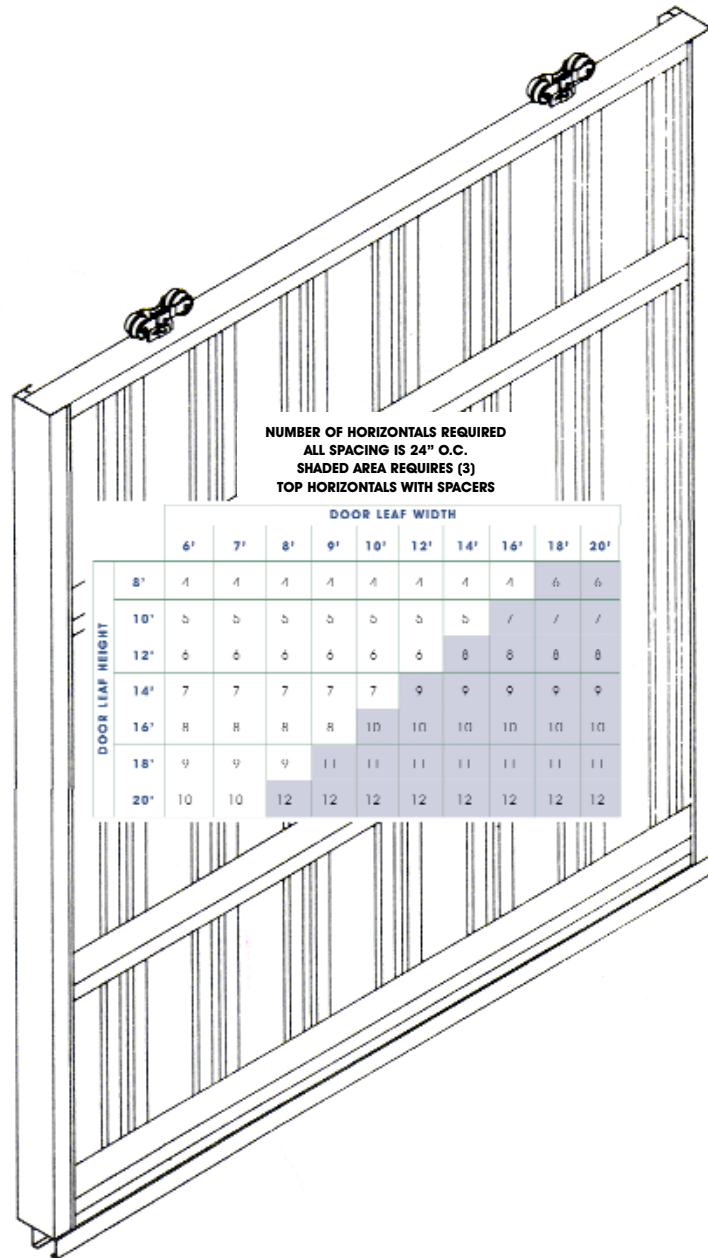 NUMBER OF HORIZONTALS REQUIRED
ALL SPACING IS 24" O.C.
SHADED AREA REQUIRES (3)
TOP HORIZONTALS WITH SPACERS
DOOR LEAF WIDTH
6' 7' 8' 9' 10' 12' 14' 16' 18' 20'
DOOR LEAF HEIGHT
8' 4 4 4 4 4 4 4 4 6 6
10' 5 5 5 5 5 5 5 7 7 7
12' 6 6 6 6 6 6 8 8 8 8
14' 7 7 7 7 7 9 9 9 9 9
16' 8 8 8 8 10 10 10 10 10 10
18' 9 9 9 11 11 11 11 11 11 11
20' 10 10 12 12 12 12 12 12 12 12